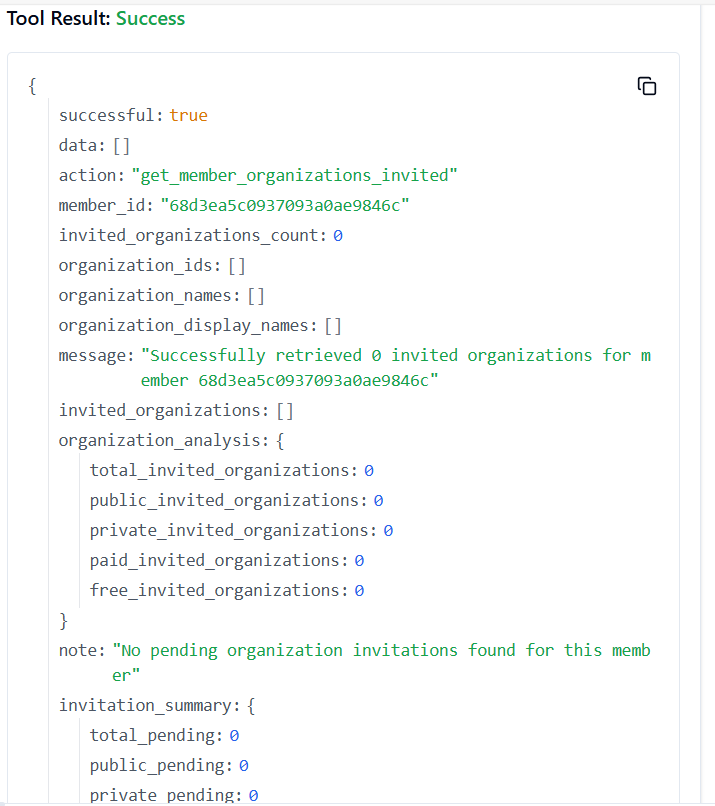 Tool Result: Success
{
successful: true
data: []
action: "get_member_organizations_invited"
member_id: "68d3ea5c0937093a0ae9846c"
invited_organizations_count: 0
organization_ids: []
organization_names: []
organization_display_names: []
message: "Successfully retrieved 0 invited organizations for m
ember 68d3ea5c0937093a0ae9846c"
invited_organizations: []
organization_analysis: {
total_invited_organizations: 0
public_invited_organizations: 0
private_invited_organizations: 0
paid_invited_organizations: 0
free_invited_organizations: 0
}
note: "No pending organization invitations found for this memb
er"
invitation_summary: {
total_pending: 0
public_pending: 0
private_pending: 0